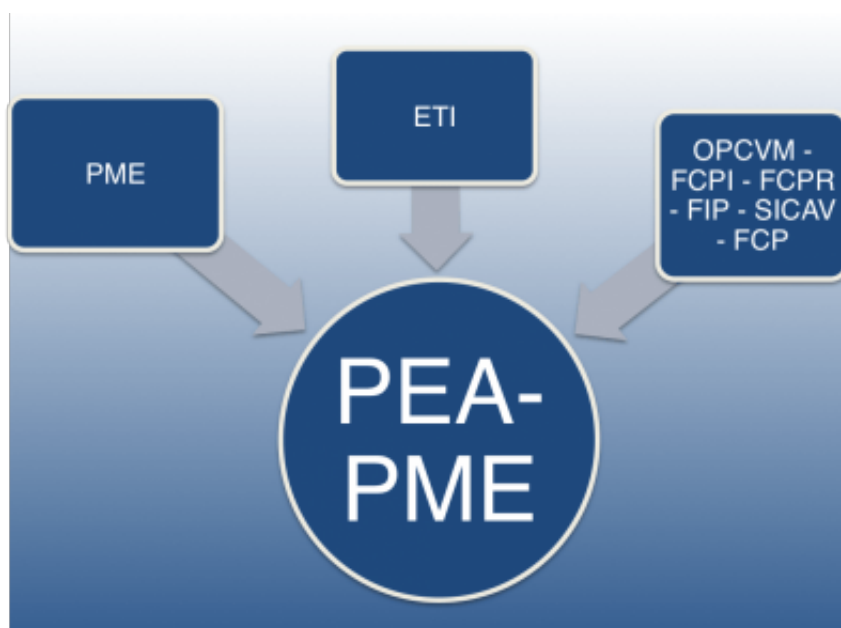 PME
ETI
OPCVM -
FCPI - FCPR
- FIP - SICAV
- FCP
PEA-
PME